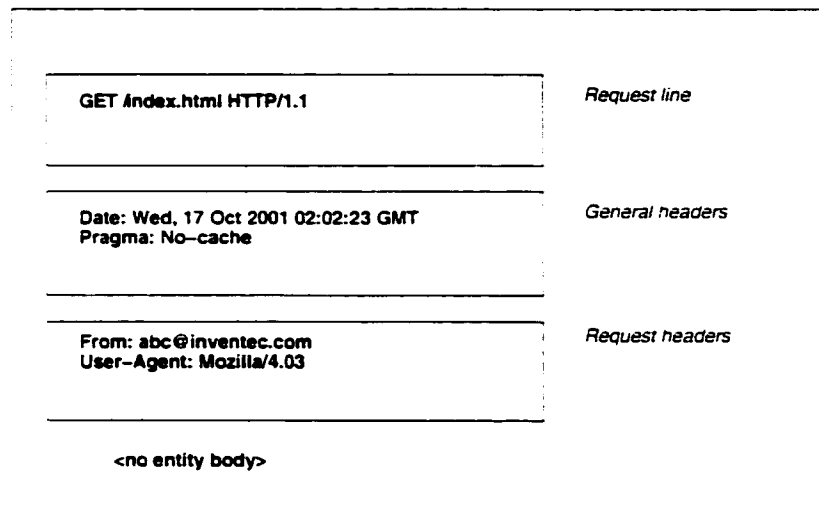 GET /index.html HTTP/1.1
Request line
Date: Wed, 17 Oct 2001 02:02:23 GMT
Pragma: No-cache
General headers
From: abc@inventec.com
User-Agent: Mozilla/4.03
Request headers
<no entity body>